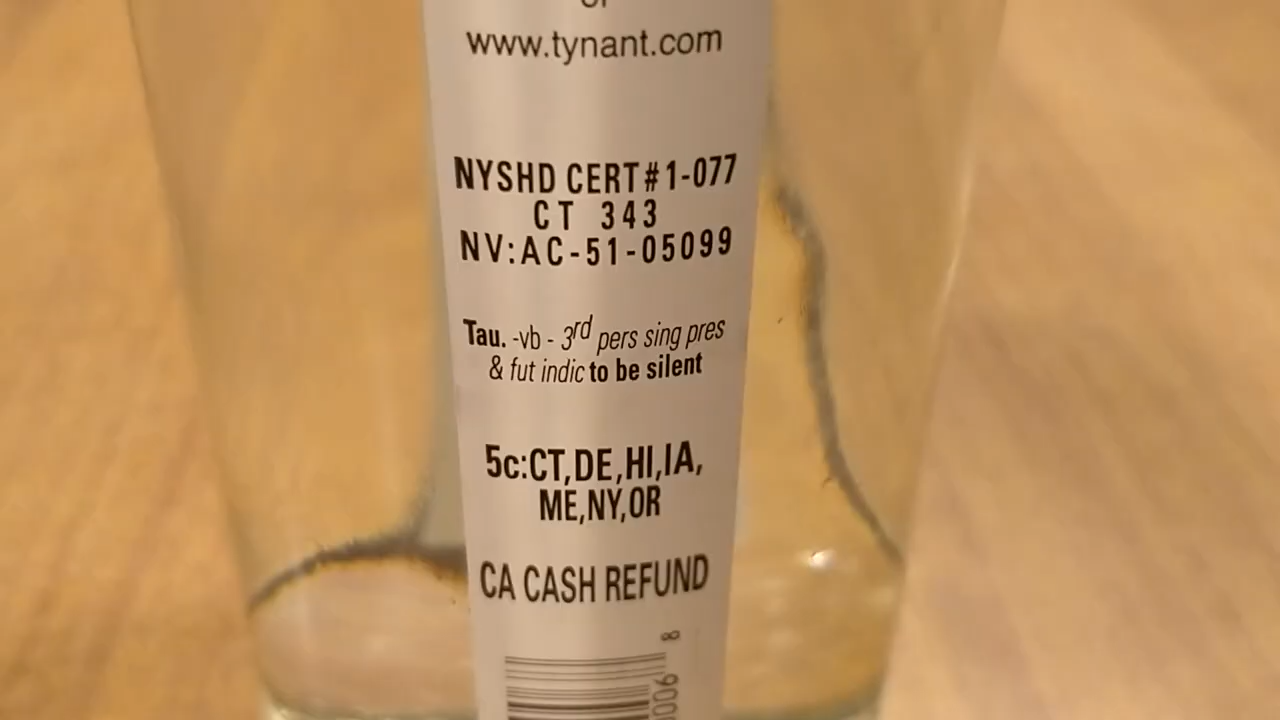 www.tynant.com
NYSHD CERT#1-077
CT 343
NV:AC-51-05099
Tau. -vb - 3rd pers sing pres
& fut indic to be silent
5c:CT,DE,HI,IA,
ME,NY,OR
CA CASH REFUND
8